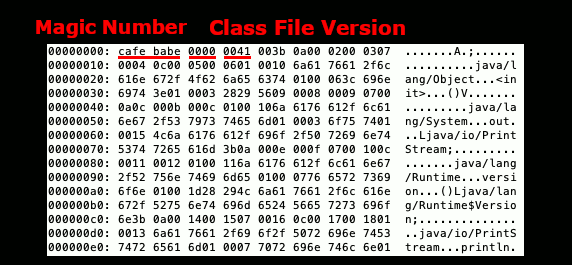 Magic Number Class File Version
00000000: cafe babe 0000 0041 003b 0a00 0200 0307 .......A.;......
00000010: 0004 0c00 0500 0601 0010 6a61 7661 2f6c ..........java/l
00000020: 616e 672f 4f62 6a65 6374 0100 063c 696e ang/Object...<in
00000030: 6974 3e01 0003 2829 5609 0008 0009 0700 it>...()V.......
00000040: 0a0c 000b 000c 0100 106a 6176 612f 6c61 .........java/la
00000050: 6e67 2f53 7973 7465 6d01 0003 6f75 7401 ng/System...out.
00000060: 0015 4c6a 6176 612f 696f 2f50 7269 6e74 ..Ljava/io/Print
00000070: 5374 7265 616d 3b0a 000e 000f 0700 100c Stream;.........
00000080: 0011 0012 0100 116a 6176 612f 6c61 6e67 .......java/lang
00000090: 2f52 756e 7469 6d65 0100 0776 6572 7369 /Runtime...versi
000000a0: 6f6e 0100 1d28 294c 6a61 7661 2f6c 616e on...()Ljava/lan
000000b0: 672f 5275 6e74 696d 6524 5665 7273 696f g/Runtime$Versio
000000c0: 6e3b 0a00 1400 1507 0016 0c00 1700 1801 n;..............
000000d0: 0013 6a61 7661 2f69 6f2f 5072 696e 7453 ..java/io/PrintS
000000e0: 7472 6561 6d01 0007 7072 696e 746c 6e01 tream...println.